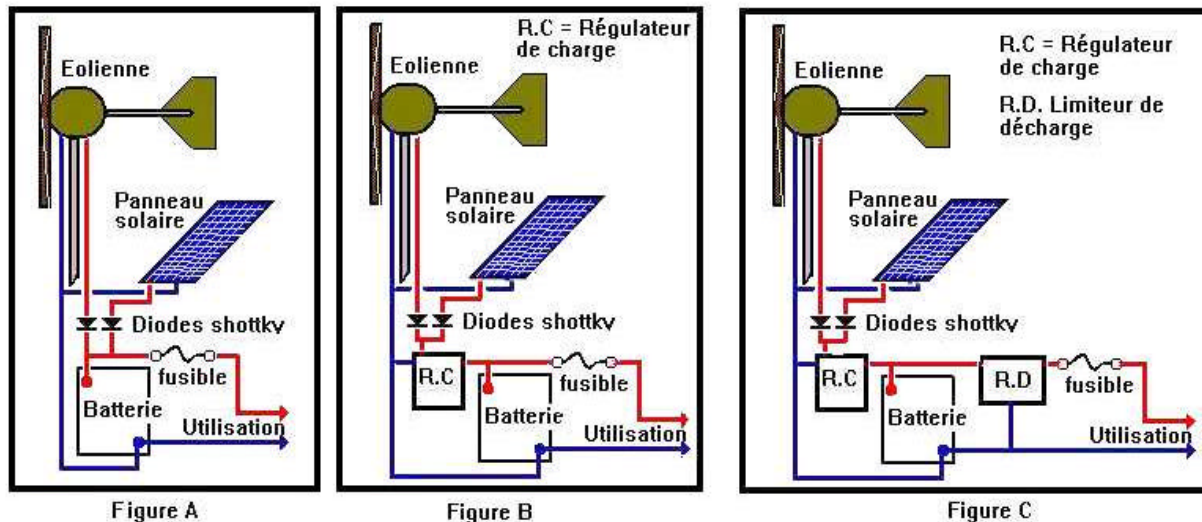 Eolienne
Panneau
solaire
Diodes shottky
fusible
Batterie
Utilisation
Figure A
R.C = Régulateur
de charge
Eolienne
Panneau
solaire
Diodes shottky
R.C
fusible
Batterie
Utilisation
Figure B
R.C = Régulateur
de charge
R.D. Limiteur de
décharge
Eolienne
Panneau
solaire
Diodes shottky
R.C
R.D
fusible
Batterie
Utilisation
Figure C